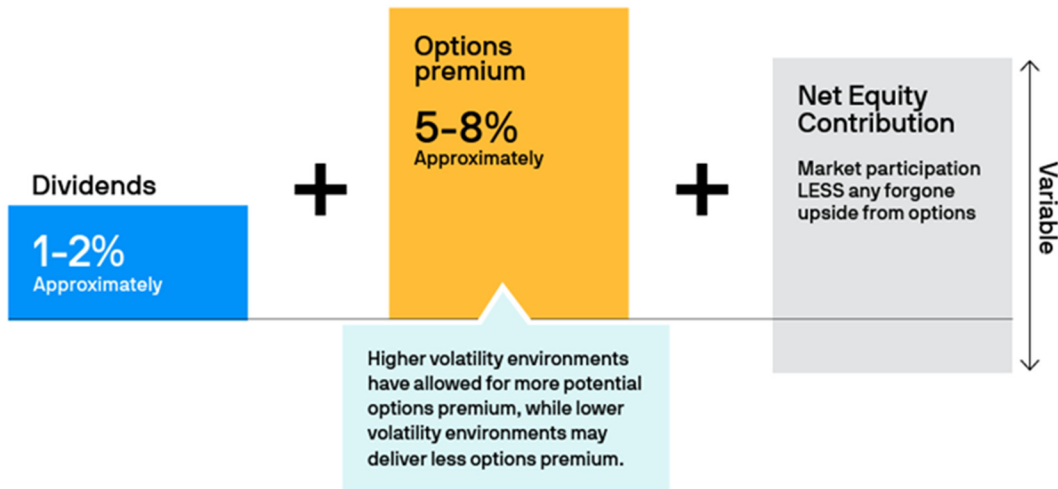 Dividends
1-2%
Approximately
+
Options
premium
5-8%
Approximately
+
Net Equity
Contribution
Market participation
LESS any forgone
upside from options
Variable
Higher volatility environments
have allowed for more potential
options premium, while lower
volatility environments may
deliver less options premium.